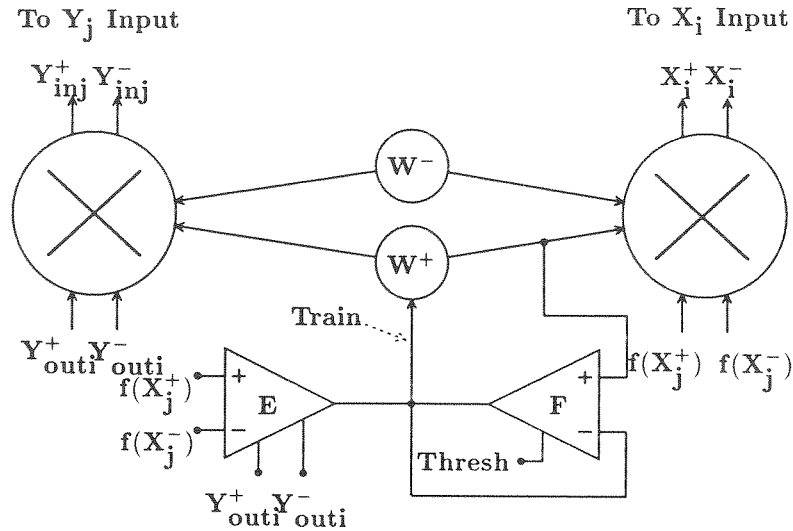 To Y_j Input
To X_i Input
Y^+_inj Y^-_inj
X^+_i X^-_i
W^-
W^+
Train
Y^+_outi Y^-_outi
f(X^+_j) f(X^-_j)
f(X^+_j)
+
E
f(X^-_j)
−
+
F
−
Thresh
Y^+_outi Y^-_outi